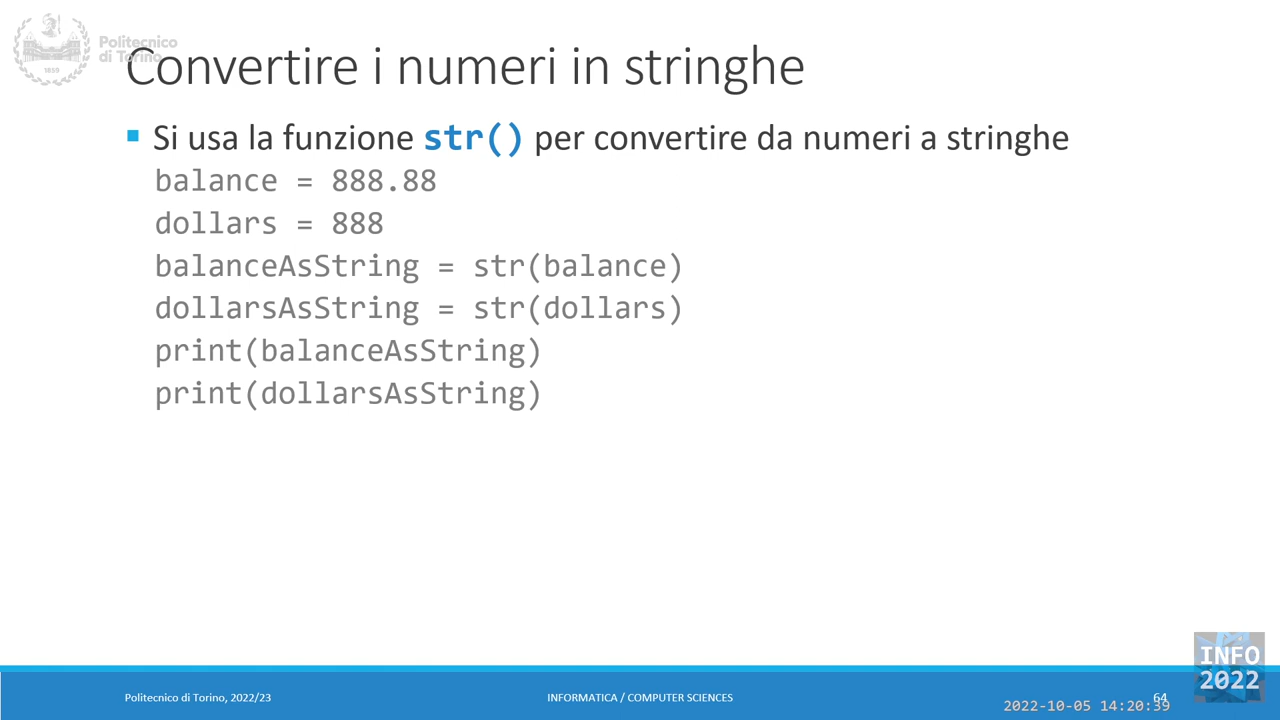 Politecnico
di Torino
1859
Convertire i numeri in stringhe
Si usa la funzione str() per convertire da numeri a stringhe
balance = 888.88
dollars = 888
balanceAsString = str(balance)
dollarsAsString = str(dollars)
print(balanceAsString)
print(dollarsAsString)
INFO
2022
Politecnico di Torino, 2022/23
INFORMATICA / COMPUTER SCIENCES
64
2022-10-05 14:20:39